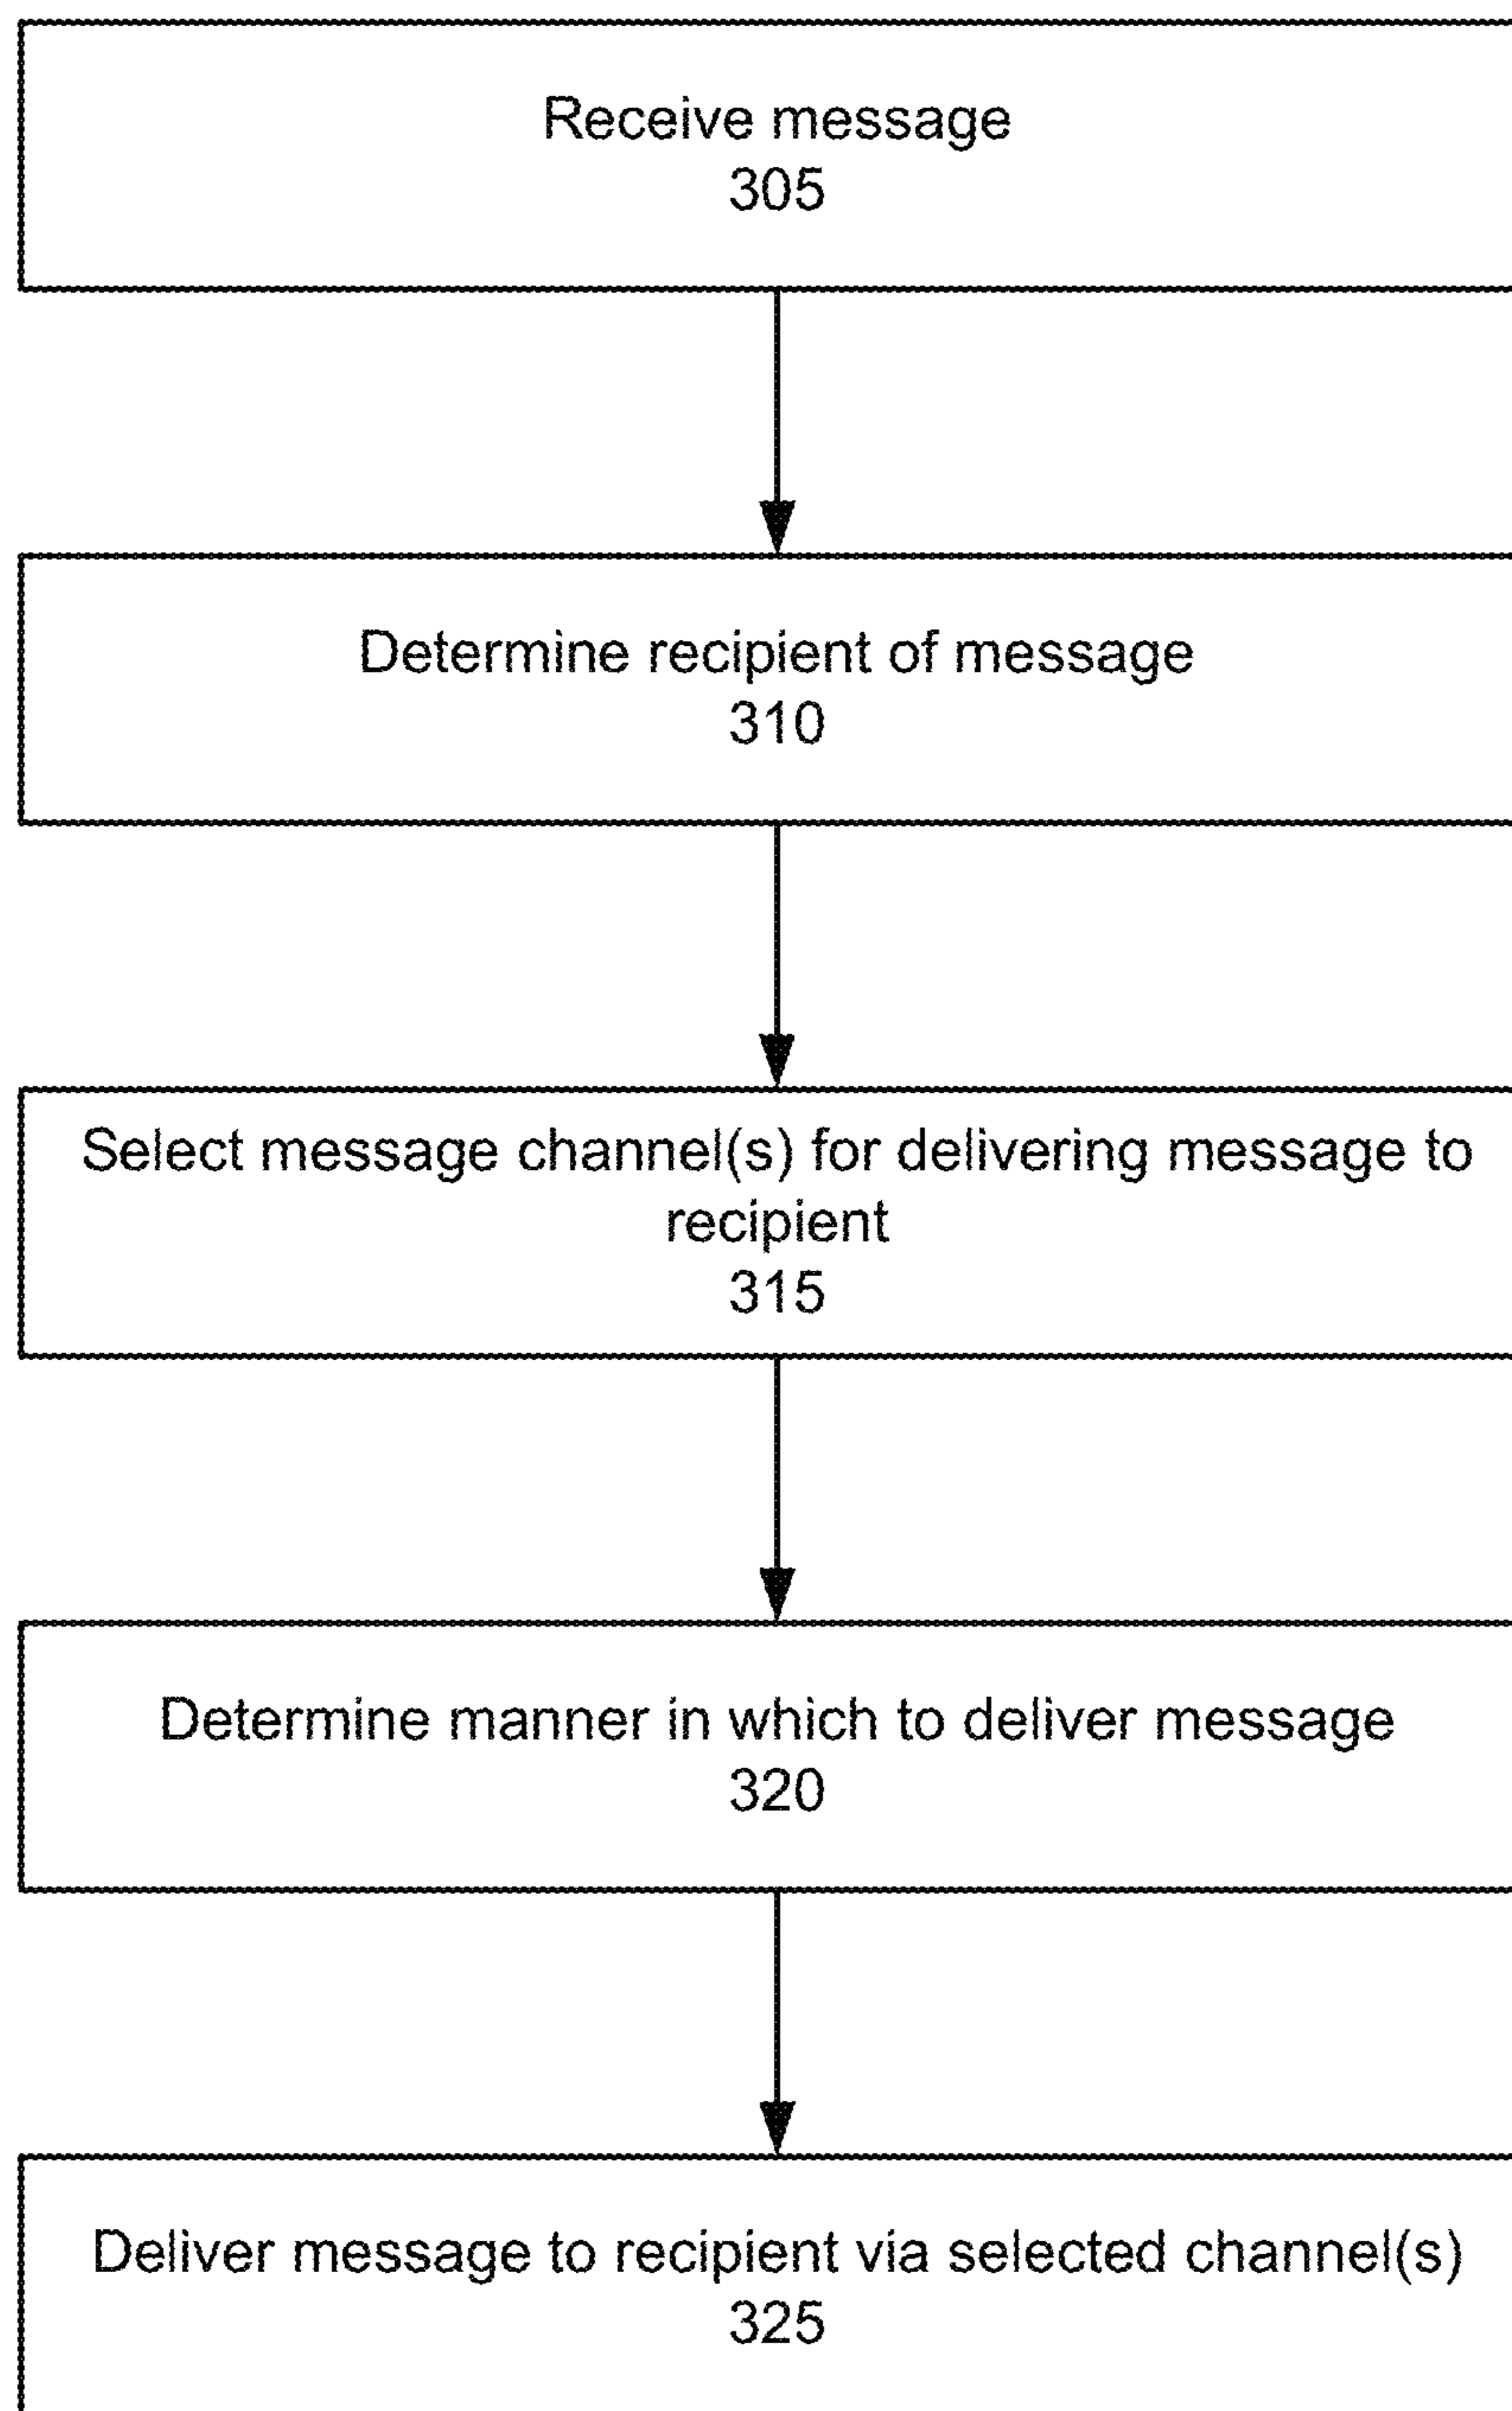 Receive message
305
Determine recipient of message
310
Select message channel(s) for delivering message to
recipient
315
Determine manner in which to deliver message
320
Deliver message to recipient via selected channel(s)
325